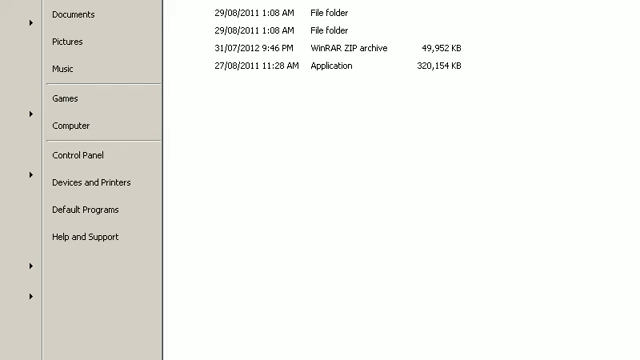 Documents
Pictures
Music
Games
Computer
Control Panel
Devices and Printers
Default Programs
Help and Support
29/08/2011 1:08 AM File folder
29/08/2011 1:08 AM File folder
31/07/2012 9:46 PM WinRAR ZIP archive 49,952 KB
27/08/2011 11:28 AM Application 320,154 KB